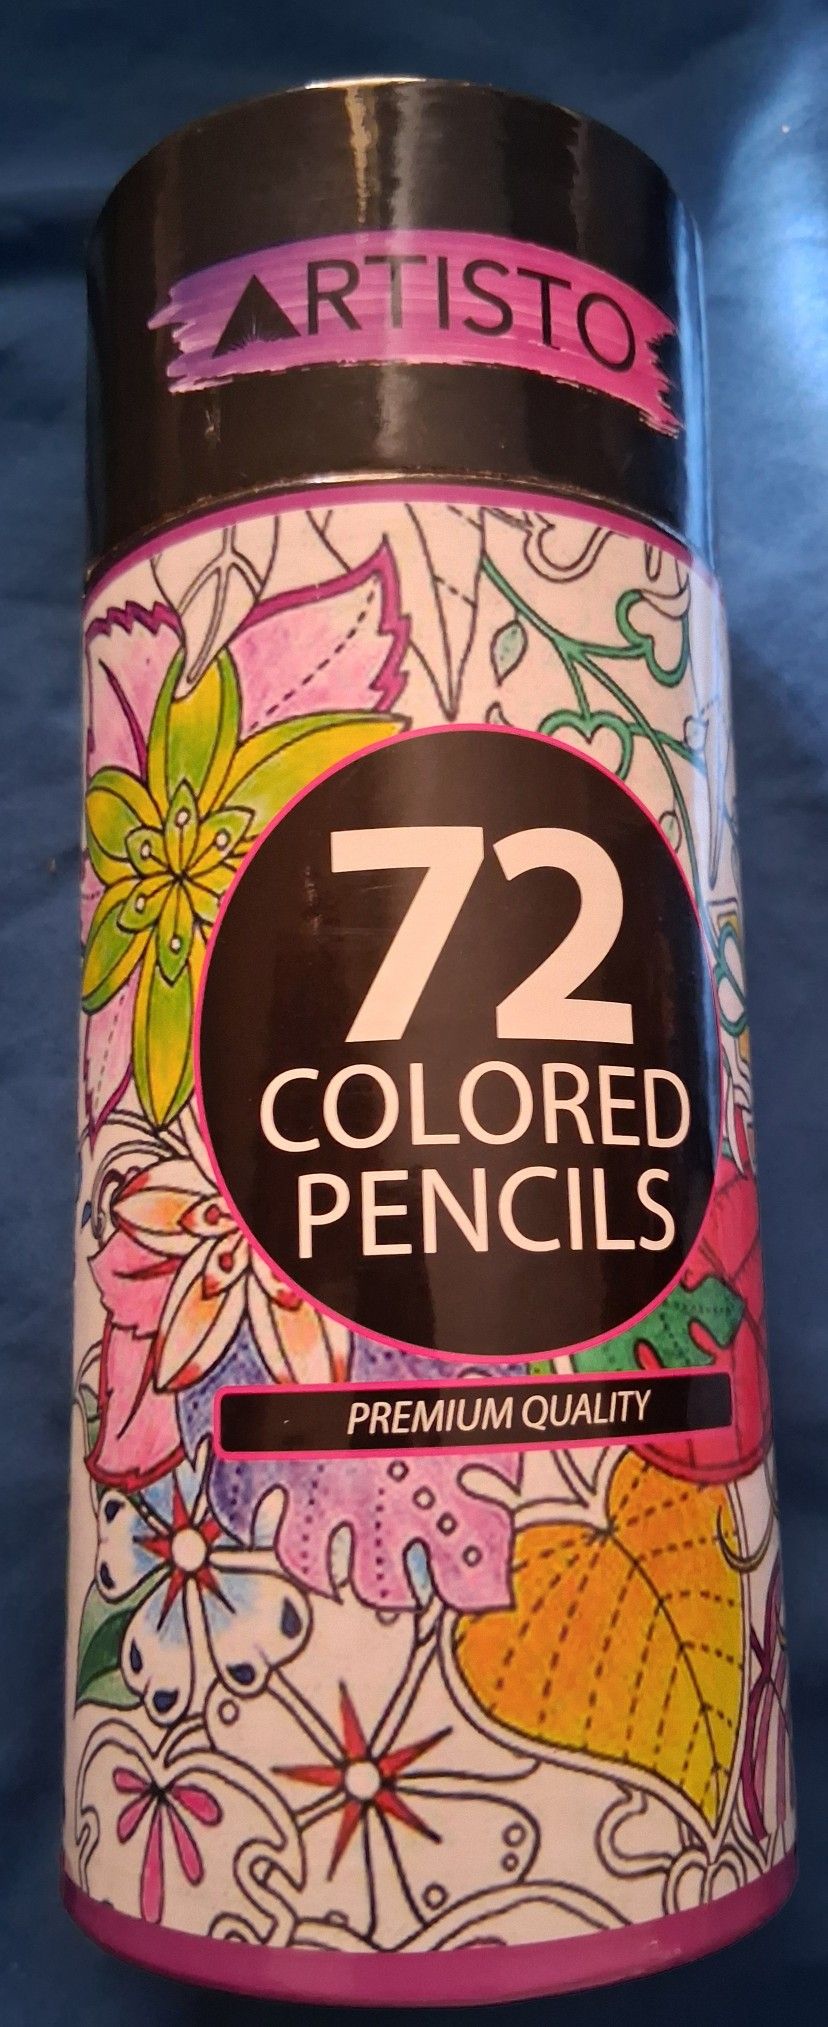 ARTISTO
72
COLORED
PENCILS
PREMIUM QUALITY